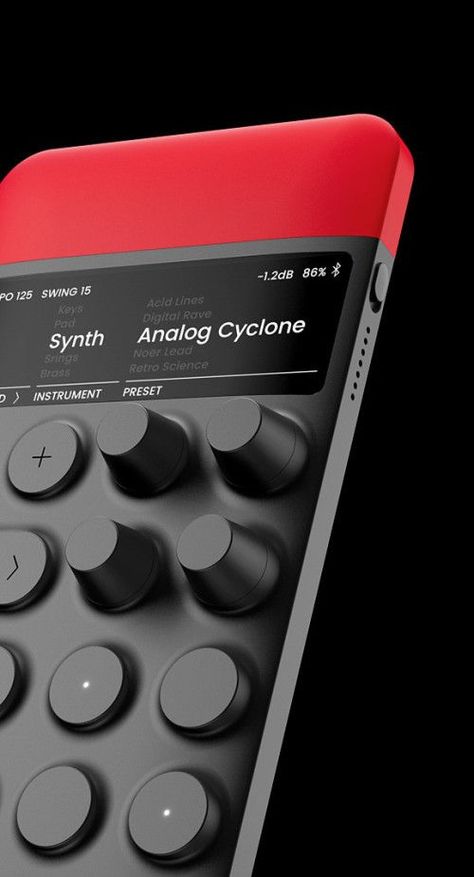 PO 125 SWING 15 -1.2dB 86%
Keys
Pad
Synth
Srings
Brass
Acid Lines
Digital Rave
Analog Cyclone
Noer Lead
Retro Science
D > INSTRUMENT PRESET
+
>